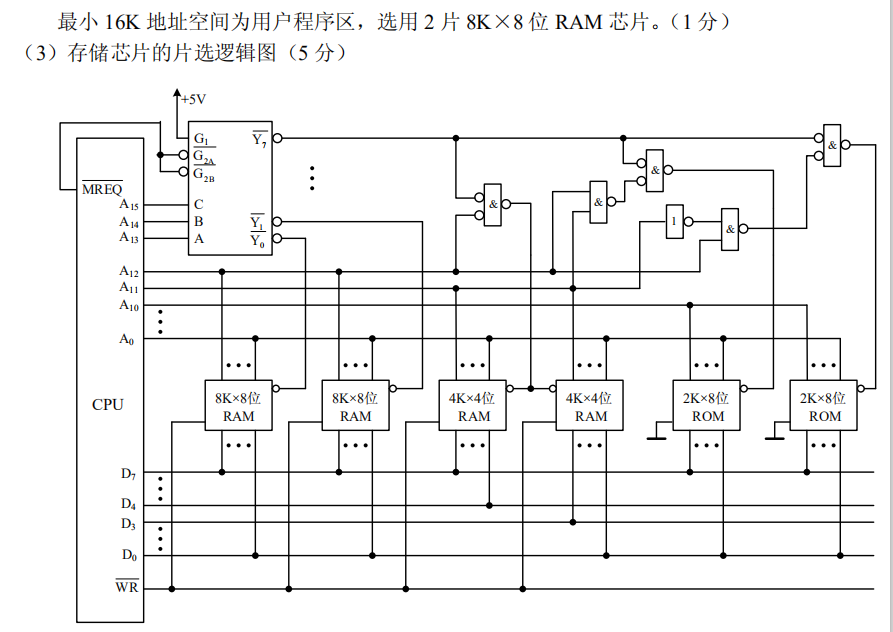 最小 16K 地址空间为用户程序区，选用 2 片 8K×8 位 RAM 芯片。（1 分）
（3）存储芯片的片选逻辑图（5 分）
+5V
G1 Y7
G2A
G2B
&
&
&
&
1
&
MREQ
A15 C
A14 B Y1
A13 A Y0
A12
A11
A10
A0
CPU
8K×8位 8K×8位 4K×4位 4K×4位 2K×8位 2K×8位
RAM RAM RAM RAM ROM ROM
D7
D4
D3
D0
WR